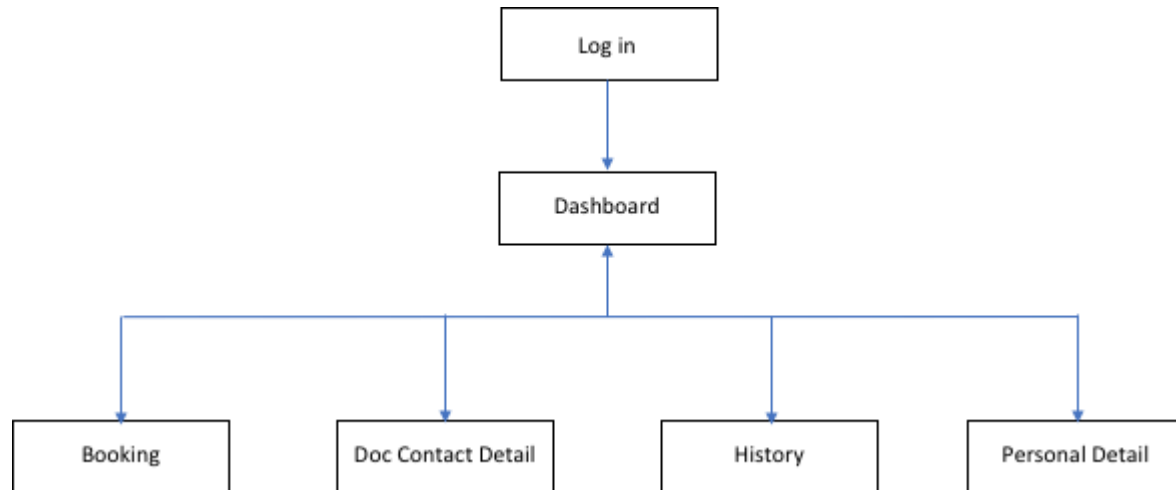 Log in
Dashboard
Booking
Doc Contact Detail
History
Personal Detail